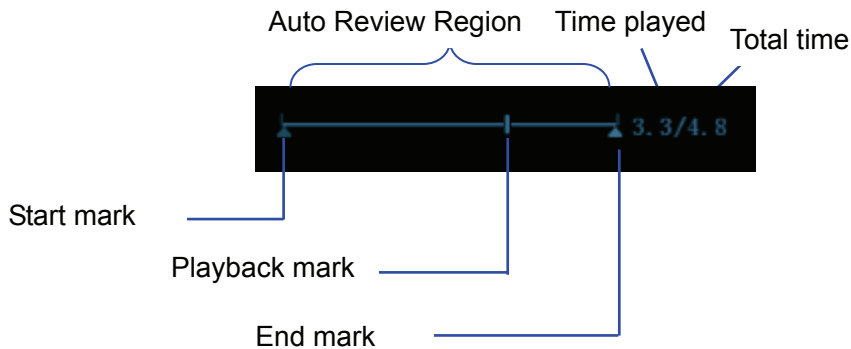 Auto Review Region
Time played
Total time
3.3/4.8
Start mark
Playback mark
End mark